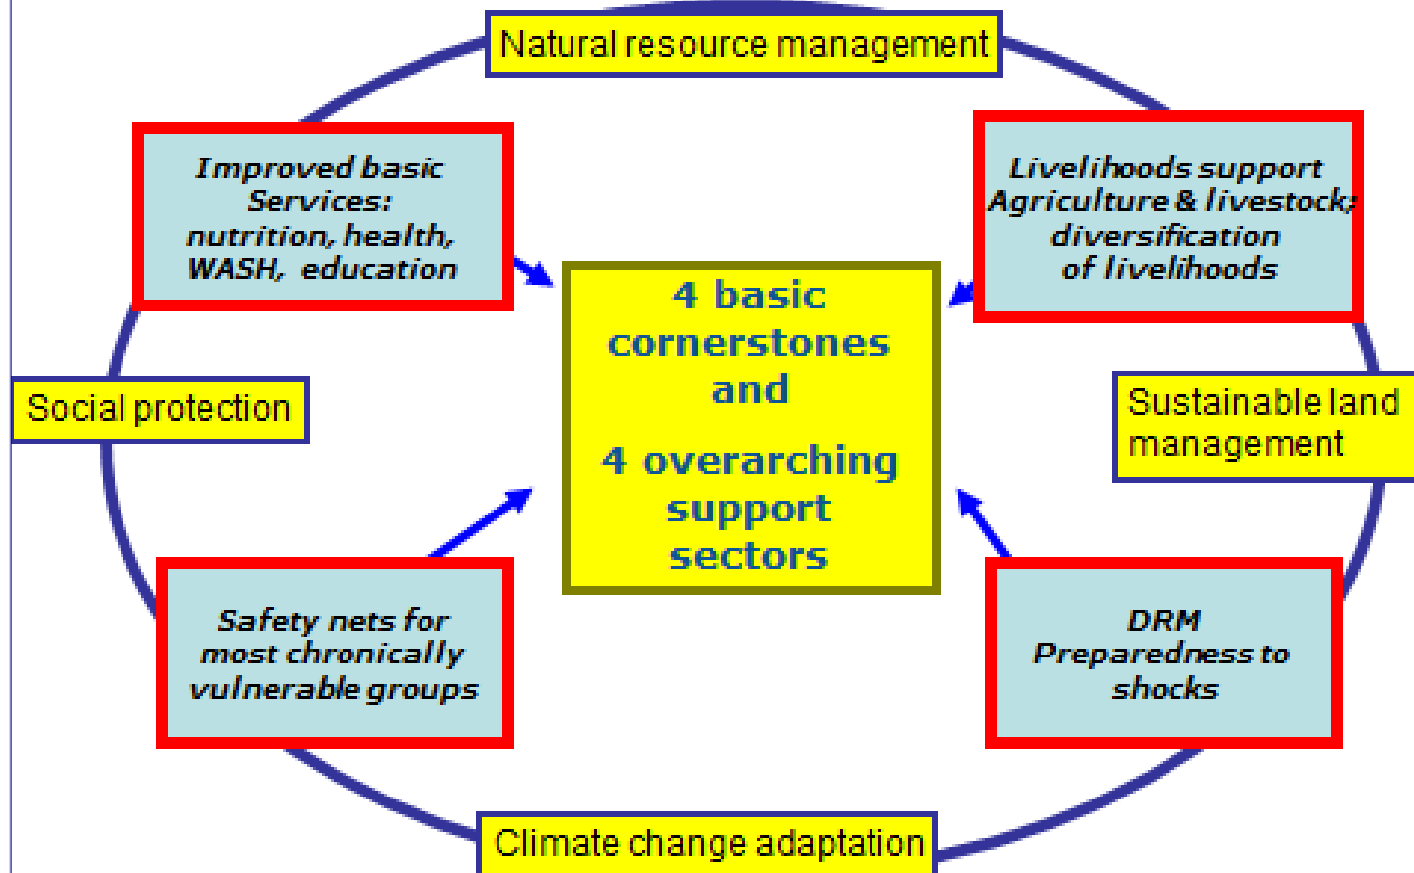 Natural resource management
Improved basic
Services:
nutrition, health,
WASH, education
Livelihoods support
Agriculture & livestock;
diversification
of livelihoods
4 basic
cornerstones
and
4 overarching
support
sectors
Social protection
Sustainable land
management
Safety nets for
most chronically
vulnerable groups
DRM
Preparedness to
shocks
Climate change adaptation